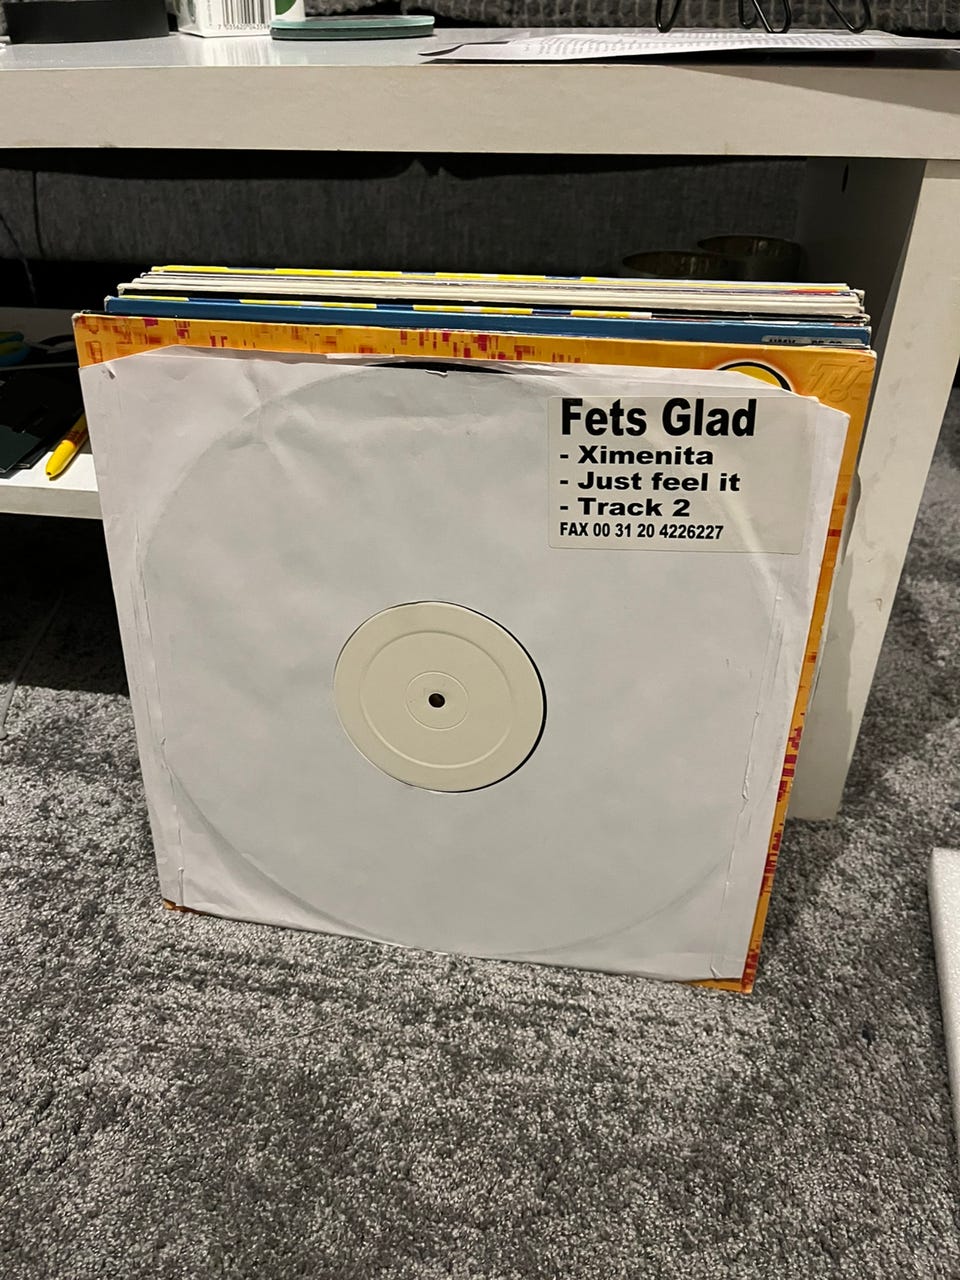 Fets Glad
- Ximenita
- Just feel it
- Track 2
FAX 00 31 20 4226227